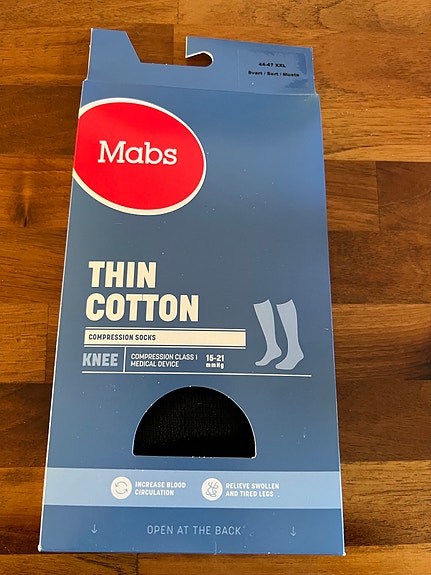 44-47 XXL
Svart / Sort / Musta
Mabs
THIN
COTTON
COMPRESSION SOCKS
KNEE
COMPRESSION CLASS 1
MEDICAL DEVICE
15-21
mmHg
INCREASE BLOOD
CIRCULATION
RELIEVE SWOLLEN
AND TIRED LEGS
OPEN AT THE BACK